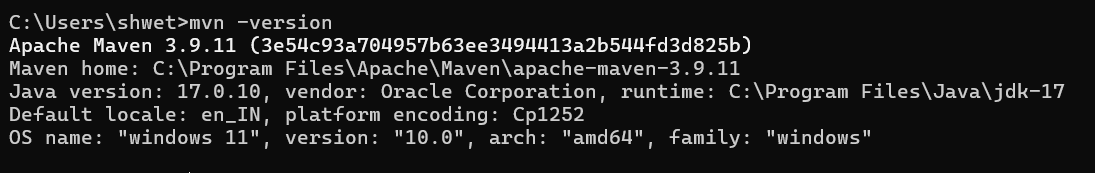 C:\Users\shwet>mvn -version
Apache Maven 3.9.11 (3e54c93a704957b63ee3494413a2b544fd3d825b)
Maven home: C:\Program Files\Apache\Maven\apache-maven-3.9.11
Java version: 17.0.10, vendor: Oracle Corporation, runtime: C:\Program Files\Java\jdk-17
Default locale: en_IN, platform encoding: Cp1252
OS name: "windows 11", version: "10.0", arch: "amd64", family: "windows"